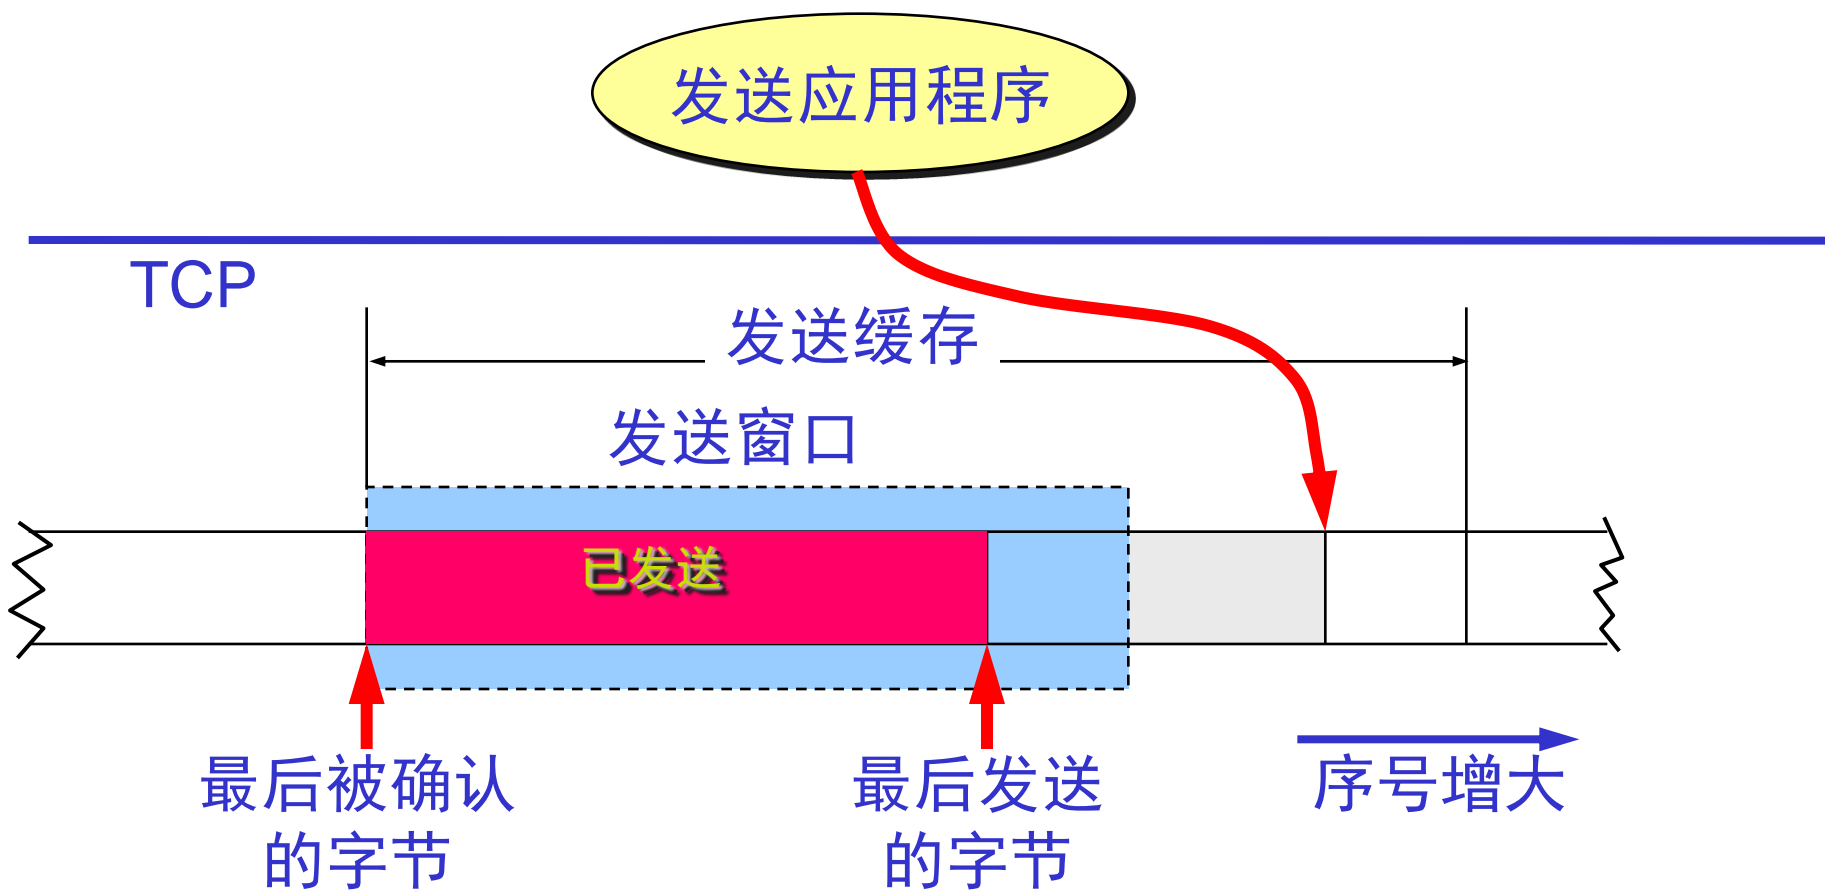 发送应用程序
TCP
发送缓存
发送窗口
已发送
最后被确认
的字节
最后发送
的字节
序号增大